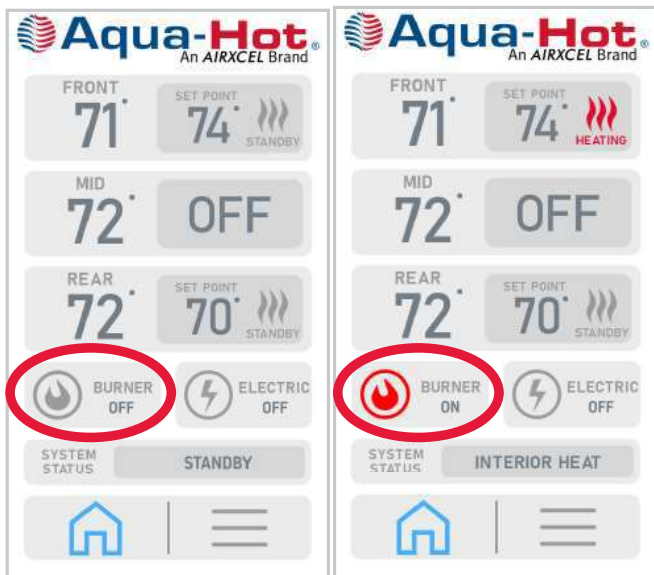 Aqua-Hot®
An AIRXCEL Brand
FRONT
71°
SET POINT
74°
STANDBY
MID
72°
OFF
REAR
72°
SET POINT
70°
STANDBY
BURNER
OFF
ELECTRIC
OFF
SYSTEM
STATUS
STANDBY
Aqua-Hot®
An AIRXCEL Brand
FRONT
71°
SET POINT
74°
HEATING
MID
72°
OFF
REAR
72°
SET POINT
70°
STANDBY
BURNER
ON
ELECTRIC
OFF
SYSTEM
STATUS
INTERIOR HEAT